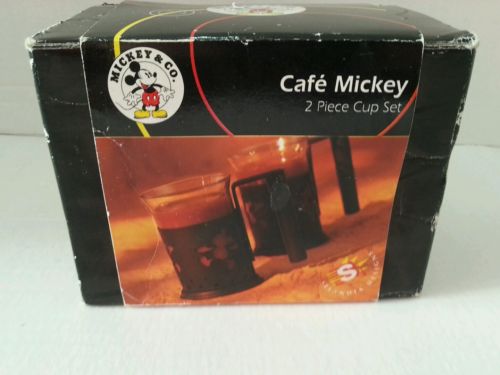 MICKEY & CO.
Café Mickey
2 Piece Cup Set
S